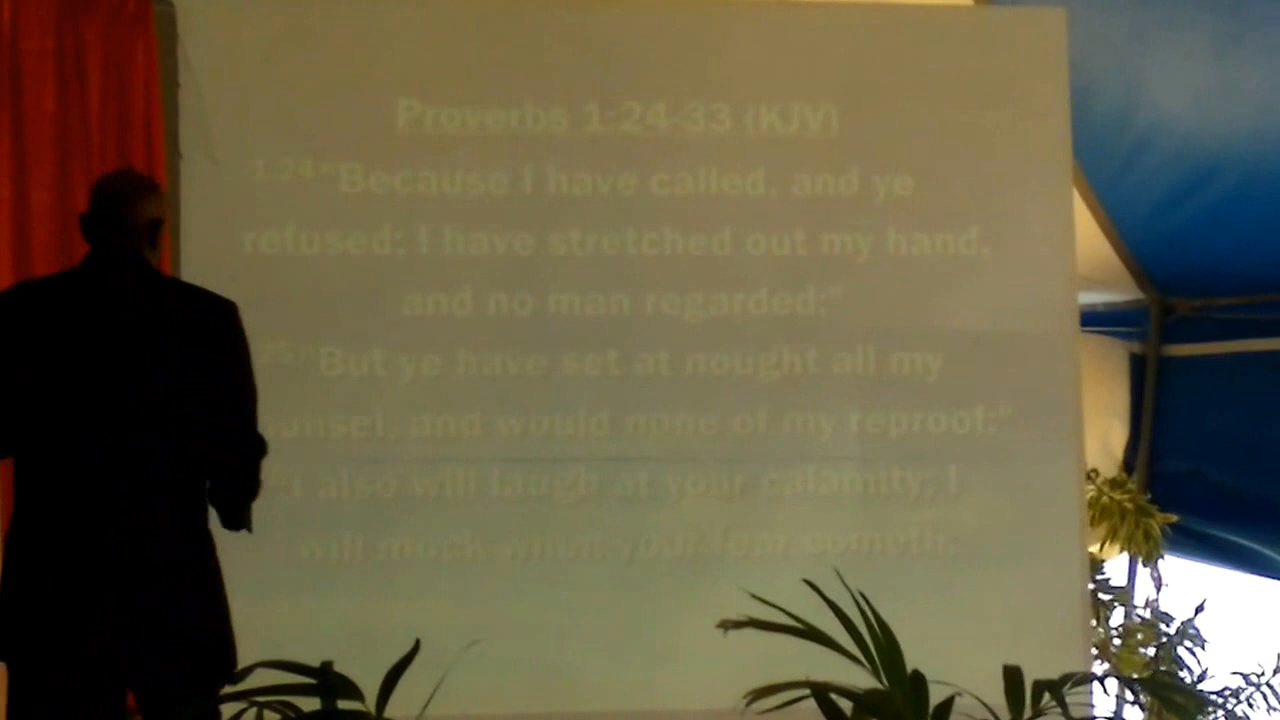 Proverbs 1:24-33 (KJV)
1:24 "Because I have called, and ye
refused; I have stretched out my hand,
and no man regarded;"
25 "But ye have set at nought all my
and would none of my reproof:"
"I also will laugh at your calamity; I
will mock when your fear cometh;